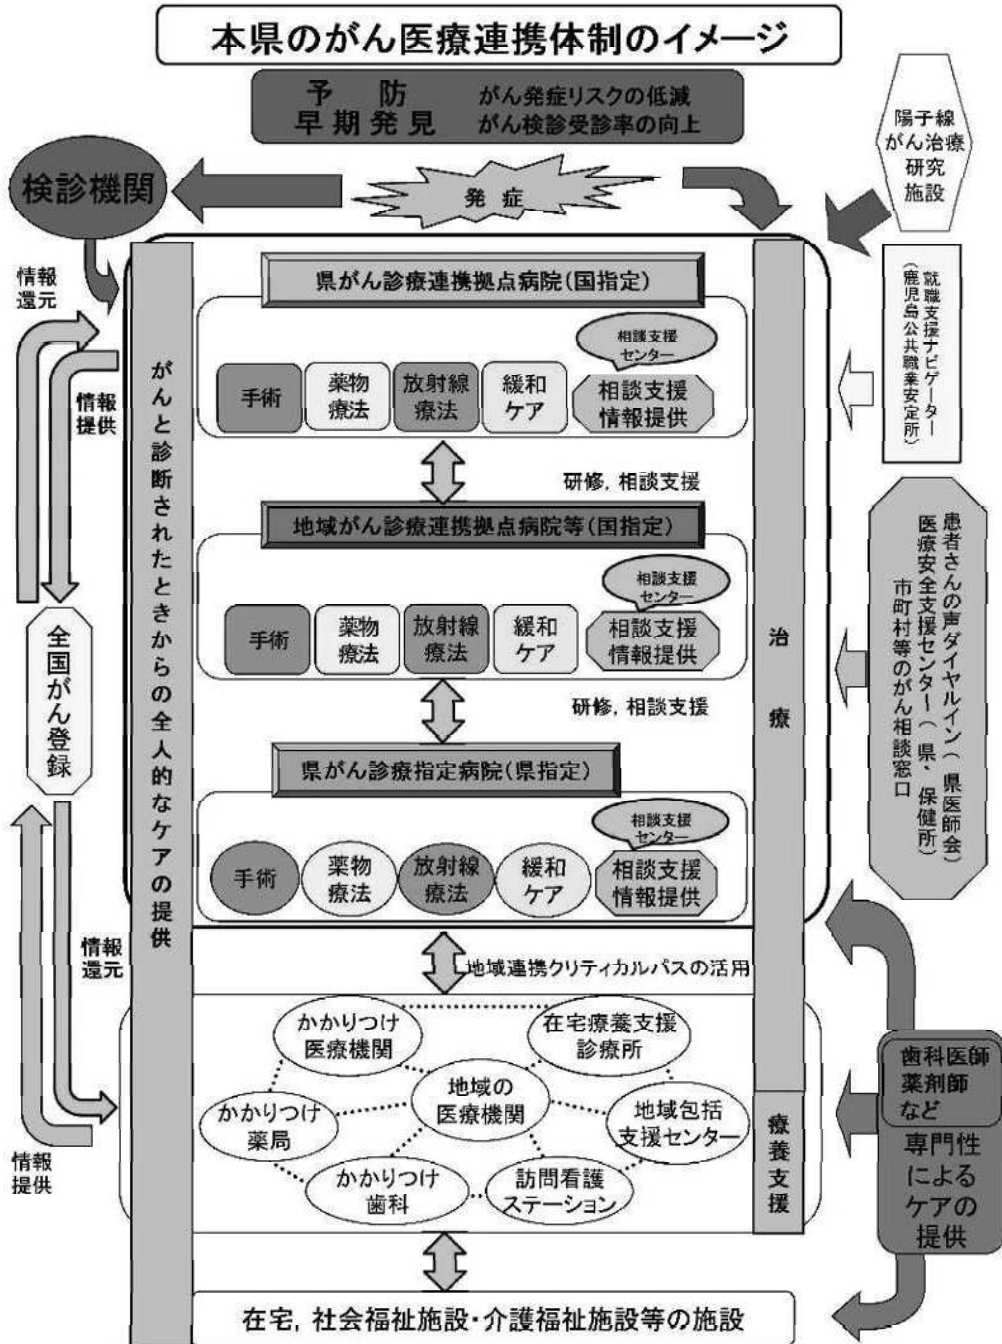 本県のがん医療連携体制のイメージ
予　防　がん発症リスクの低減
早期発見　がん検診受診率の向上
陽子線
がん治療
研究
施設
検診機関
発症
情報
還元
県がん診療連携拠点病院(国指定)
相談支援
センター
手術
薬物
療法
放射線
療法
緩和
ケア
相談支援
情報提供
就職支援ナビゲーター
(鹿児島公共職業安定所)
情報
提供
がんと診断されたときからの全人的なケアの提供
研修, 相談支援
地域がん診療連携拠点病院等(国指定)
相談支援
センター
手術
薬物
療法
放射線
療法
緩和
ケア
相談支援
情報提供
治療
患者さんの声ダイヤルイン(県医師会)
医療安全支援センター(県、保健所)
市町村等のがん相談窓口
全国がん登録
研修, 相談支援
県がん診療指定病院(県指定)
相談支援
センター
手術
薬物
療法
放射線
療法
緩和
ケア
相談支援
情報提供
情報
還元
地域連携クリティカルパスの活用
かかりつけ
医療機関
在宅療養支援
診療所
地域の
医療機関
かかりつけ
薬局
地域包括
支援センター
かかりつけ
歯科
訪問看護
ステーション
療養支援
歯科医師
薬剤師
など
専門性
による
ケアの
提供
情報
提供
在宅, 社会福祉施設・介護福祉施設等の施設